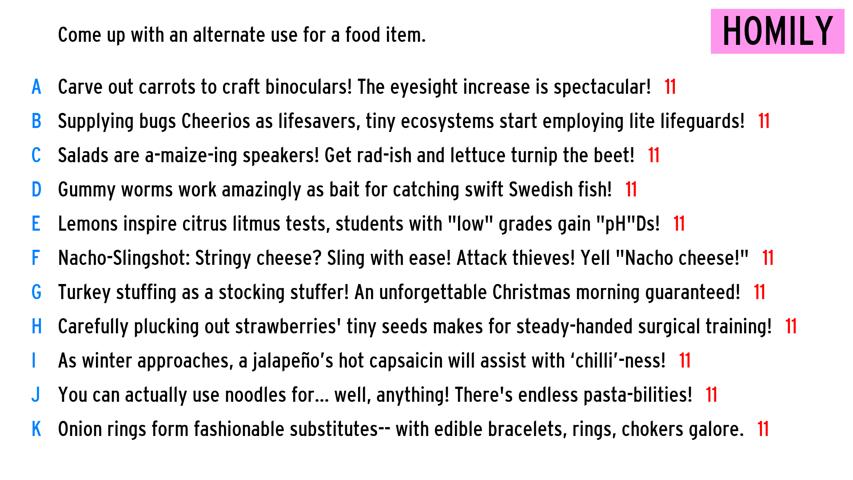 Come up with an alternate use for a food item.
HOMILY
A Carve out carrots to craft binoculars! The eyesight increase is spectacular! 11
B Supplying bugs Cheerios as lifesavers, tiny ecosystems start employing lite lifeguards! 11
C Salads are a-maize-ing speakers! Get rad-ish and lettuce turnip the beet! 11
D Gummy worms work amazingly as bait for catching swift Swedish fish! 11
E Lemons inspire citrus litmus tests, students with "low" grades gain "pH"Ds! 11
F Nacho-Slingshot: Stringy cheese? Sling with ease! Attack thieves! Yell "Nacho cheese!" 11
G Turkey stuffing as a stocking stuffer! An unforgettable Christmas morning guaranteed! 11
H Carefully plucking out strawberries' tiny seeds makes for steady-handed surgical training! 11
I As winter approaches, a jalapeño’s hot capsaicin will assist with ‘chilli’-ness! 11
J You can actually use noodles for... well, anything! There's endless pasta-bilities! 11
K Onion rings form fashionable substitutes-- with edible bracelets, rings, chokers galore. 11